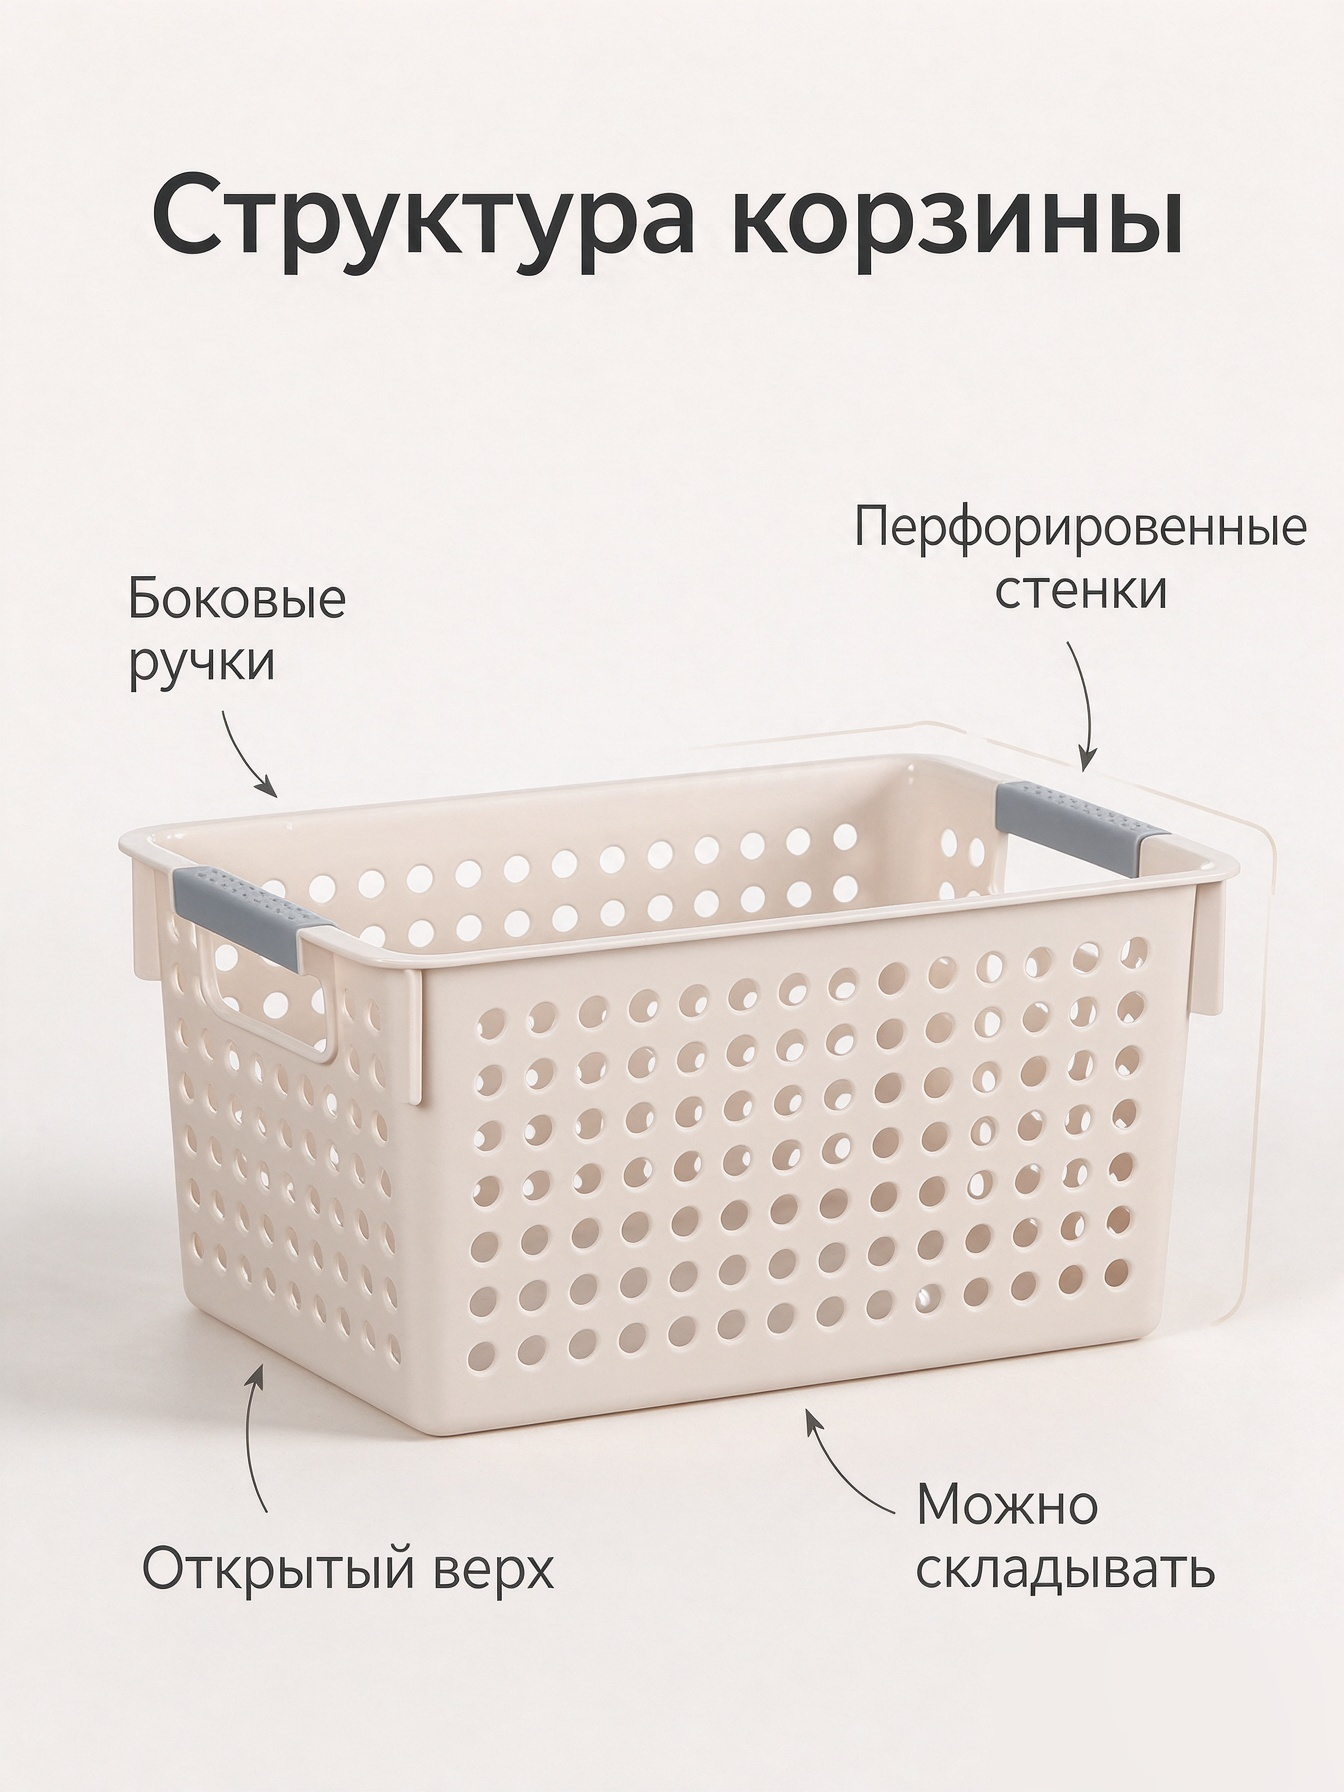 Структура корзины
Перфорировенные
стенки
Боковые
ручки
Открытый верх
Можно
складывать